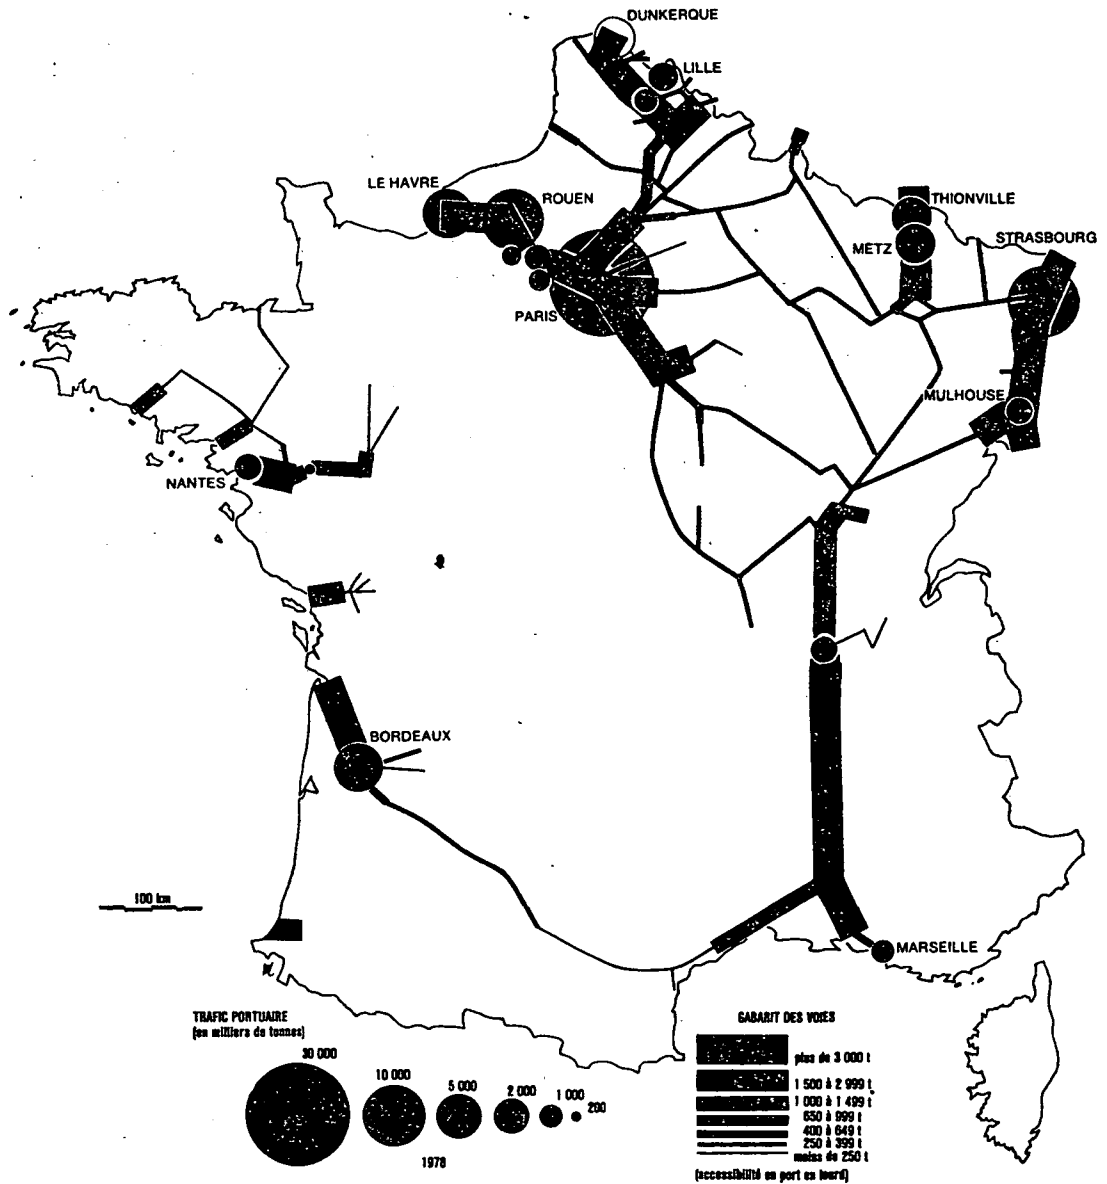 DUNKERQUE
LILLE
LE HAVRE
ROUEN
THIONVILLE
METZ
STRASBOURG
PARIS
MULHOUSE
NANTES
BORDEAUX
100 km
MARSEILLE
TRAFIC PORTUAIRE
(en milliers de tonnes)
30 000
10 000
5 000
2 000
1 000
200
1978
GABARIT DES VOIES
plus de 3 000 t
1 500 à 2 999 t
1 000 à 1 499 t
650 à 999 t
400 à 649 t
250 à 399 t
moins de 250 t
(accessibilité en port en lourd)